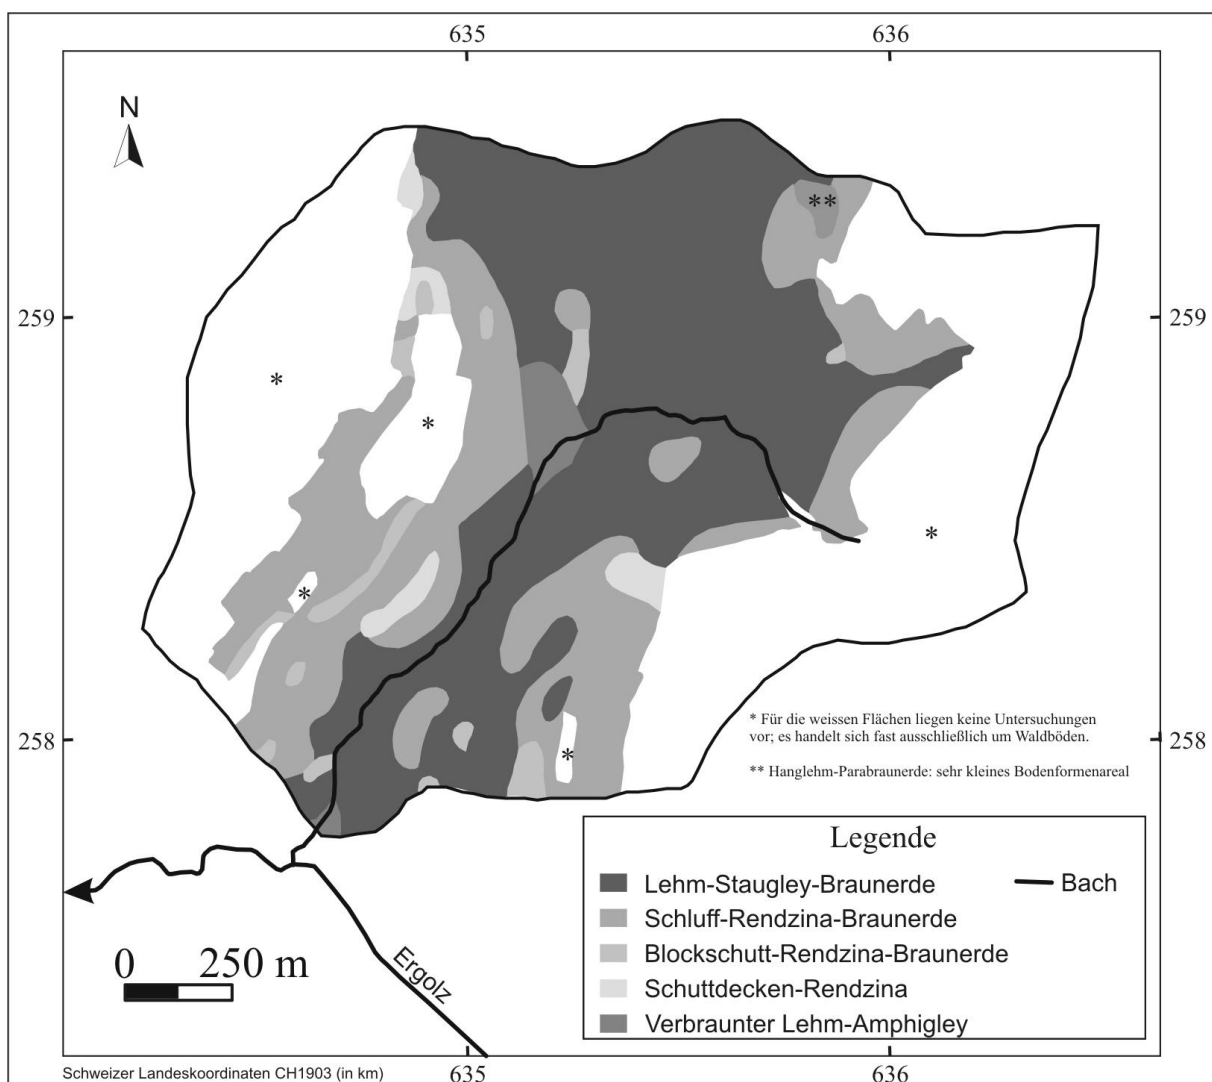 635 636
N
**
259 259
*
*
*
*
* Für die weissen Flächen liegen keine Untersuchungen
vor; es handelt sich fast ausschließlich um Waldböden.
258 258
*
** Hanglehm-Parabraunerde: sehr kleines Bodenformenareal
Legende
Lehm-Staugley-Braunerde
Bach
Schluff-Rendzina-Braunerde
Blockschutt-Rendzina-Braunerde
Schuttdecken-Rendzina
Verbraunter Lehm-Amphigley
0 250 m
Ergolz
Schweizer Landeskoordinaten CH1903 (in km)
635 636